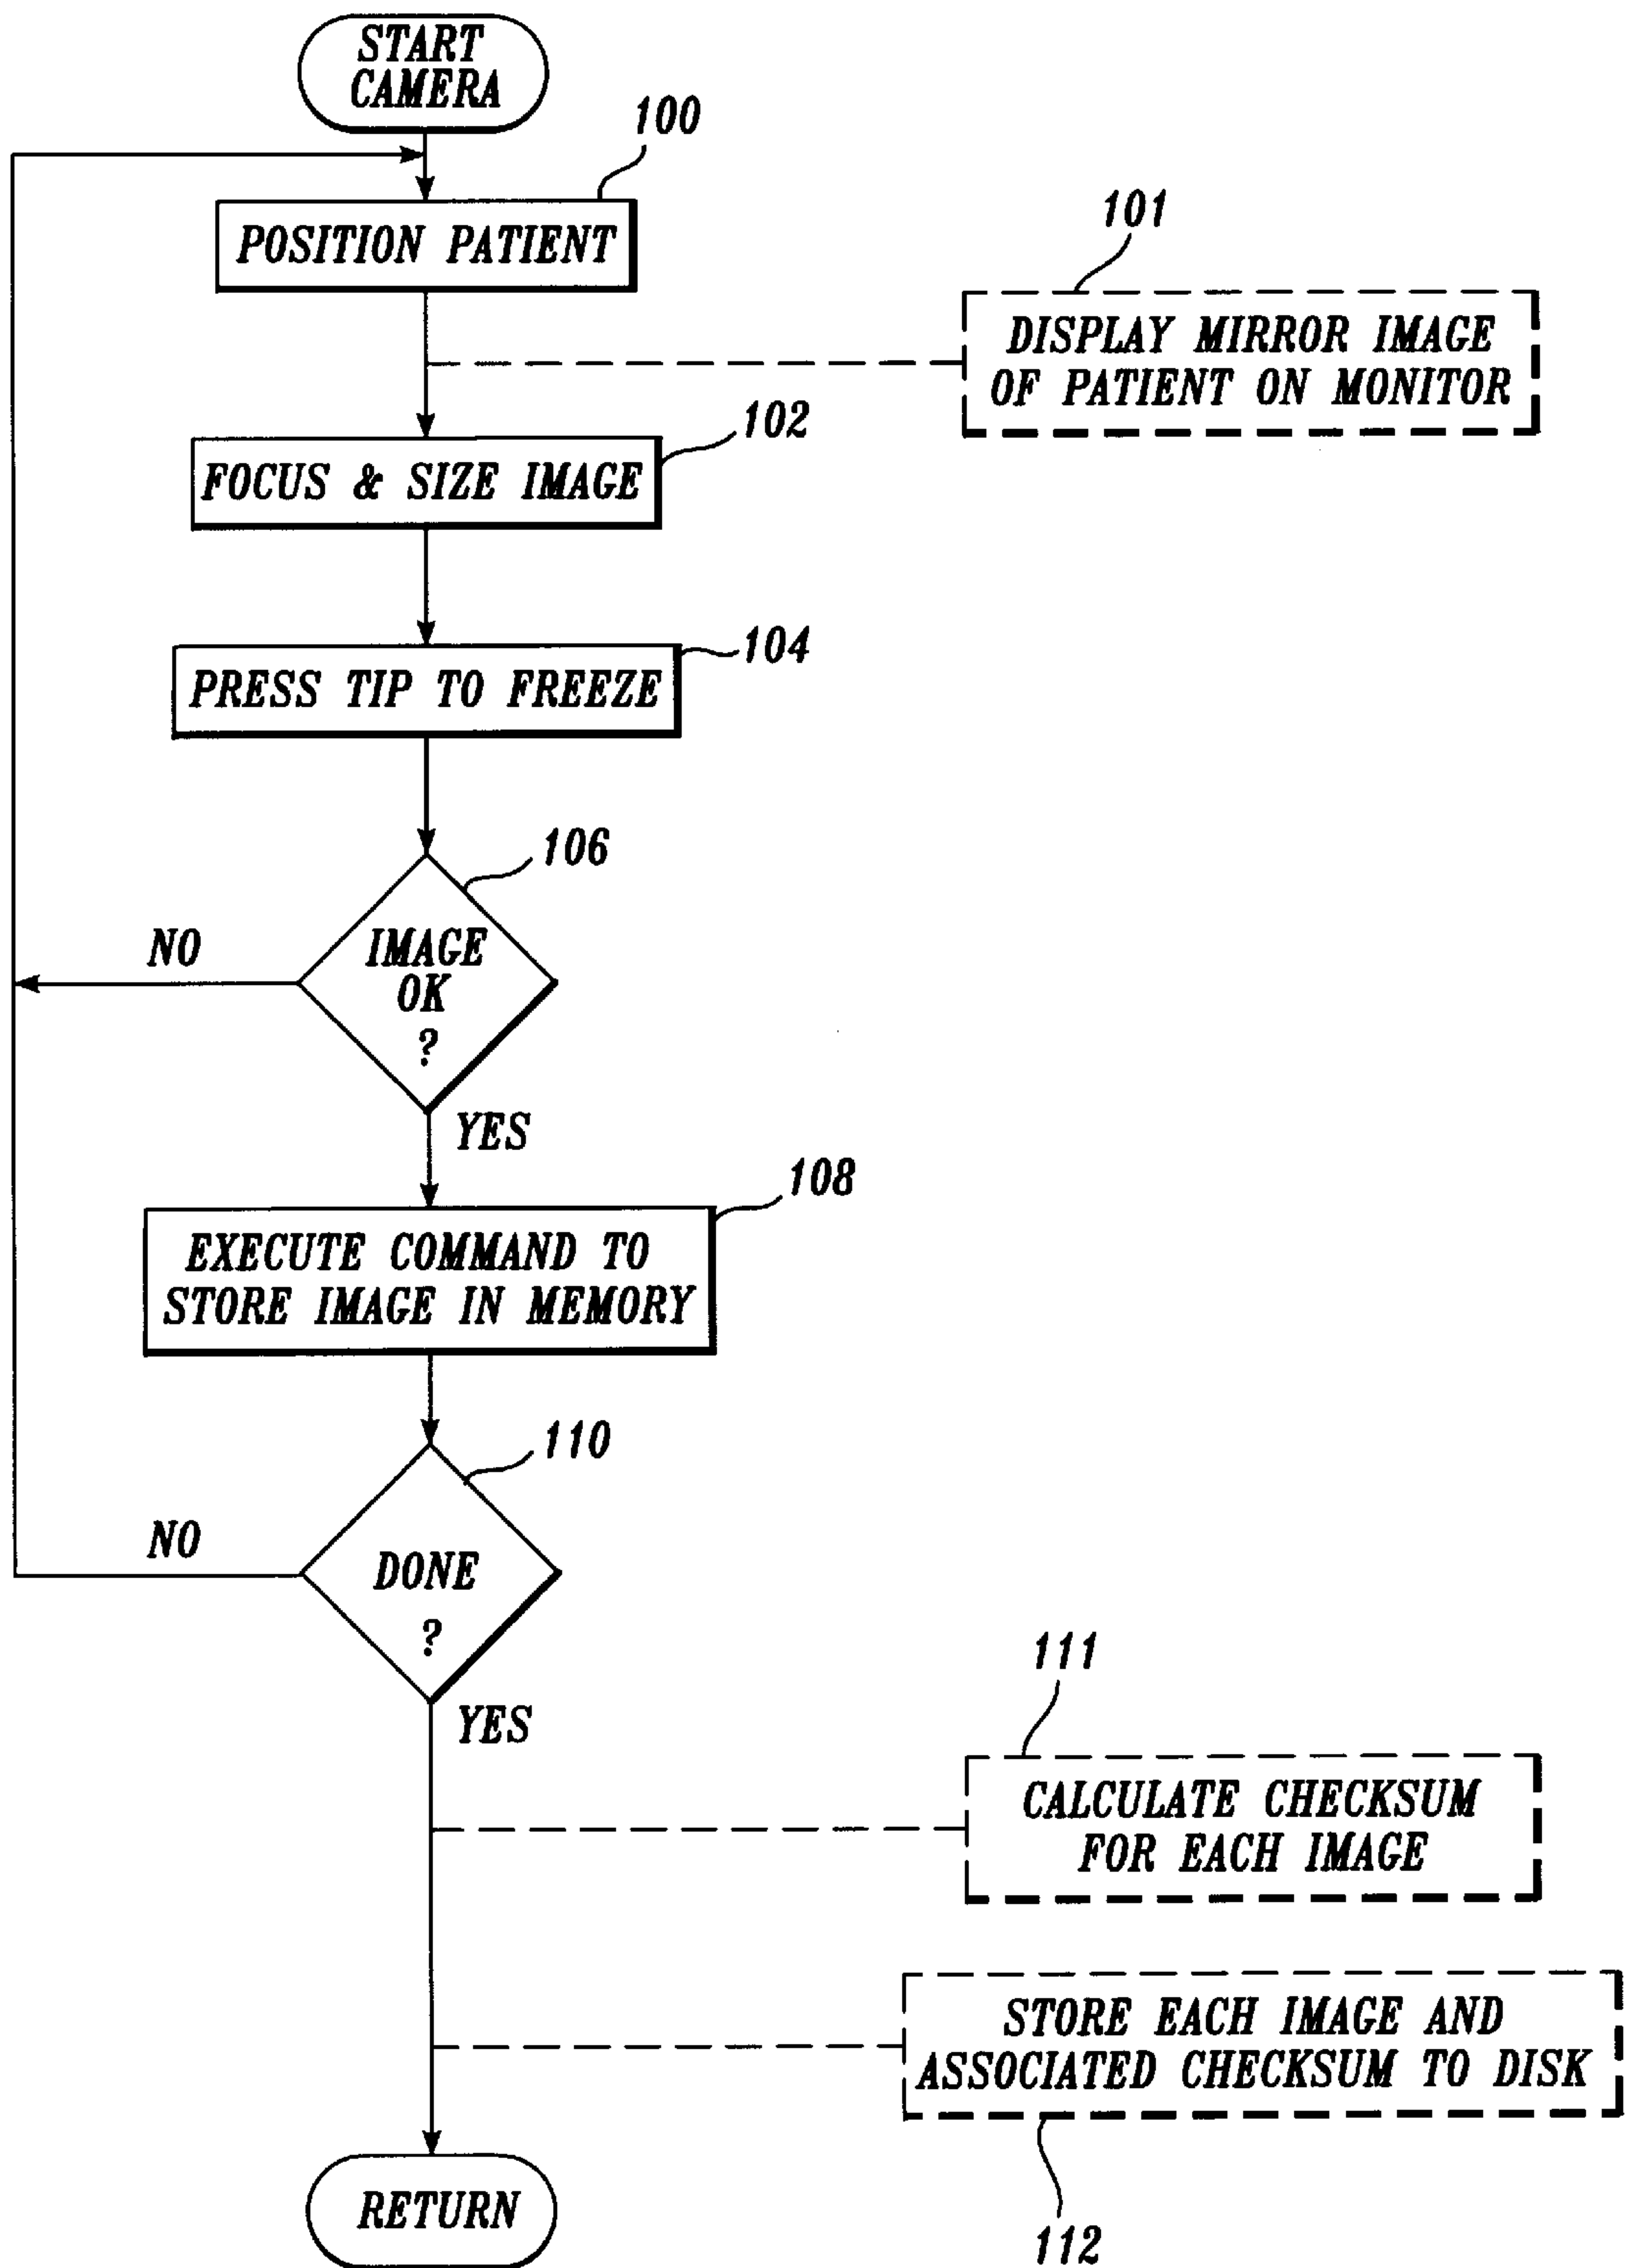 START
CAMERA
100
POSITION PATIENT
101
DISPLAY MIRROR IMAGE
OF PATIENT ON MONITOR
102
FOCUS & SIZE IMAGE
104
PRESS TIP TO FREEZE
106
IMAGE
OK
?
NO
YES
108
EXECUTE COMMAND TO
STORE IMAGE IN MEMORY
110
DONE
?
NO
YES
111
CALCULATE CHECKSUM
FOR EACH IMAGE
STORE EACH IMAGE AND
ASSOCIATED CHECKSUM TO DISK
112
RETURN